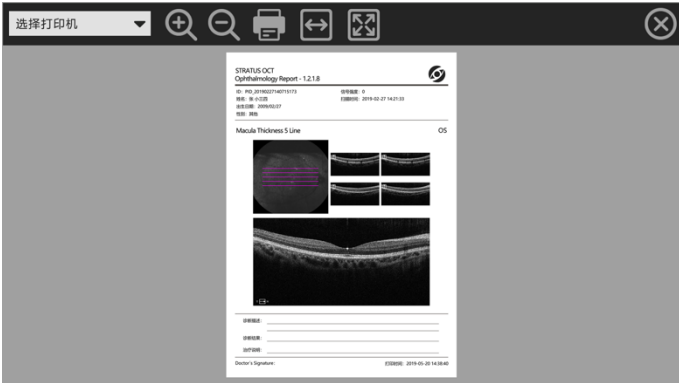 选择打印机
STRATUS OCT
Ophthalmology Report - 1.2.1.8
ID: PID_20190227140715173 信号强度: 0
姓名: 张 小三四 扫描时间: 2019-02-27 14:21:33
出生日期: 2009/02/27
性别:
Macula Thickness 5 Line OS
诊断描述:
诊断结果:
治疗说明:
Doctor's Signature: 打印时间: 2019-05-20 14:38:40